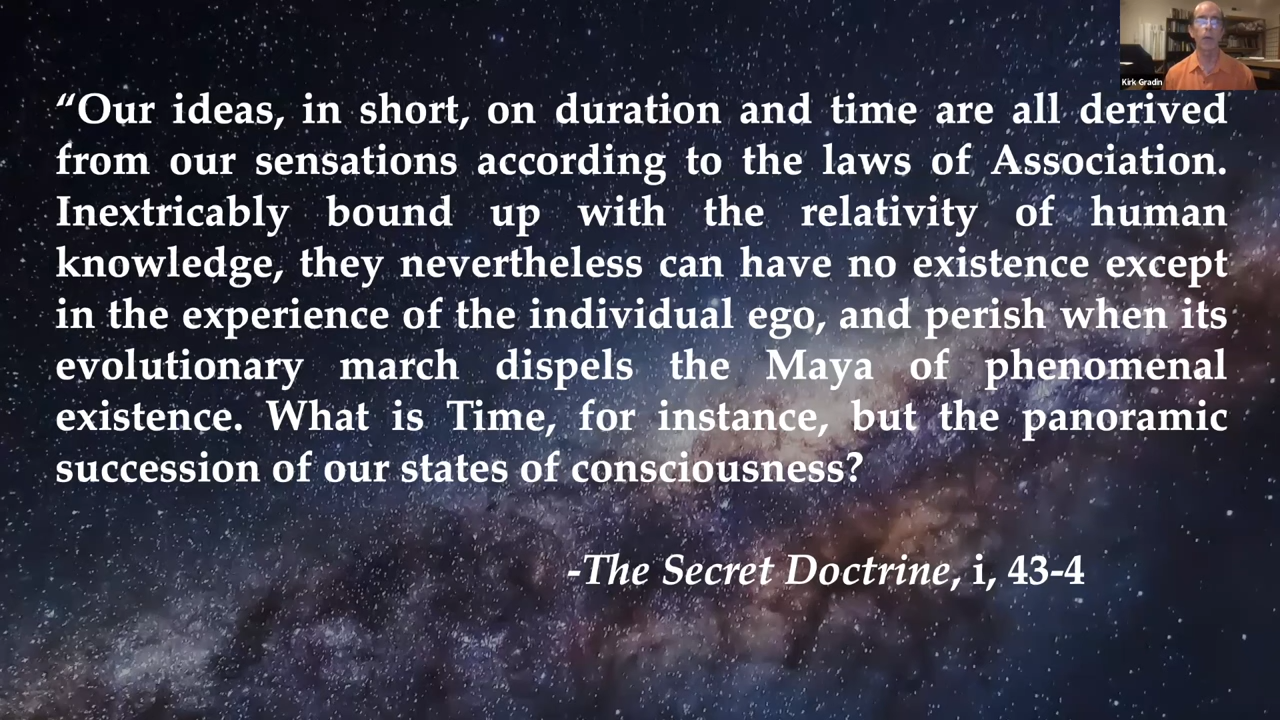 Kirk Gradin
“Our ideas, in short, on duration and time are all derived
from our sensations according to the laws of Association.
Inextricably bound up with the relativity of human
knowledge, they nevertheless can have no existence except
in the experience of the individual ego, and perish when its
evolutionary march dispels the Maya of phenomenal
existence. What is Time, for instance, but the panoramic
succession of our states of consciousness?
-The Secret Doctrine, i, 43-4